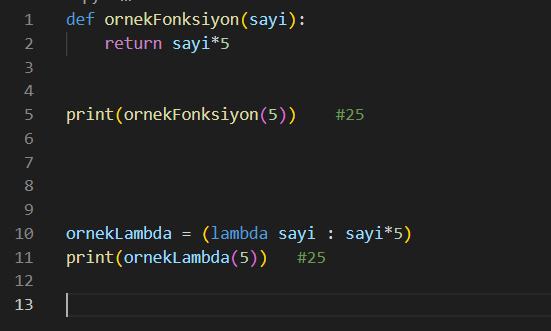 1 def ornekFonksiyon(sayi):
2 return sayi*5
3
4
5 print(ornekFonksiyon(5)) #25
6
7
8
9
10 ornekLambda = (lambda sayi : sayi*5)
11 print(ornekLambda(5)) #25
12
13